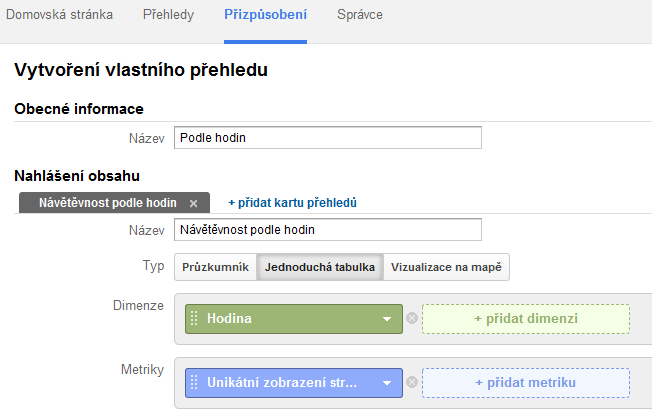 Domovská stránka Přehledy Přizpůsobení Správce
Vytvoření vlastního přehledu
Obecné informace
Název Podle hodin
Nahlášení obsahu
Návětěvnost podle hodin × + přidat kartu přehledů
Název Návětěvnost podle hodin
Typ Průzkumník Jednoduchá tabulka Vizualizace na mapě
Dimenze Hodina + přidat dimenzi
Metriky Unikátní zobrazení str... + přidat metriku